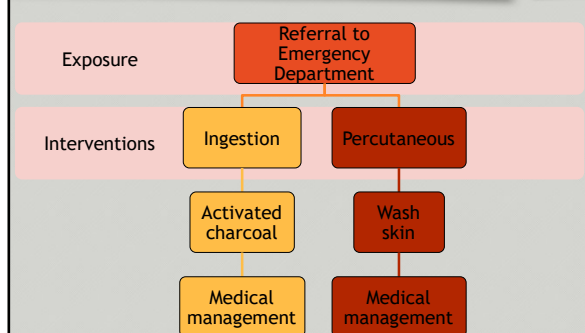 Referral to
Emergency
Department
Exposure
Interventions
Ingestion
Percutaneous
Activated
charcoal
Wash
skin
Medical
management
Medical
management